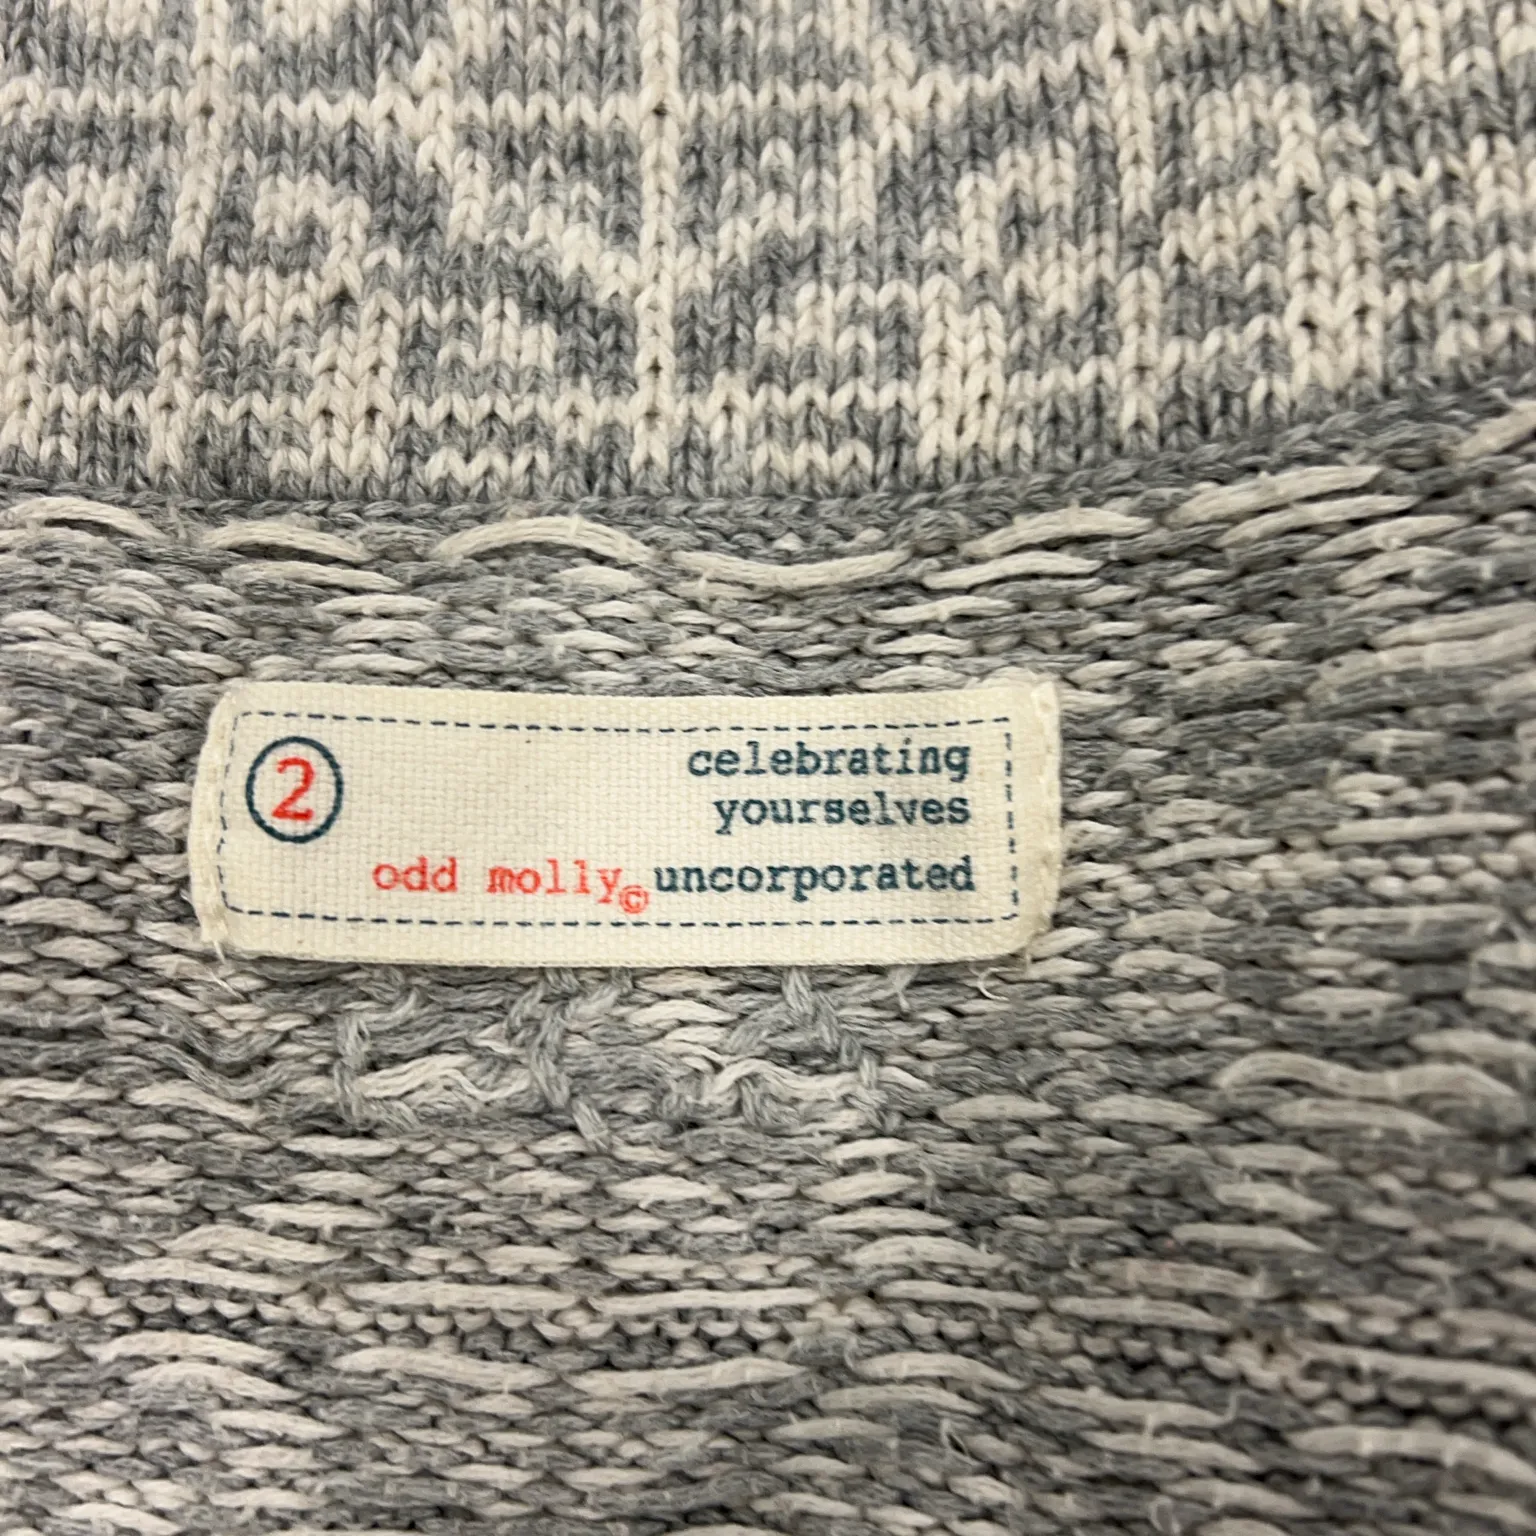 2
celebrating
yourselves
odd molly© uncorporated